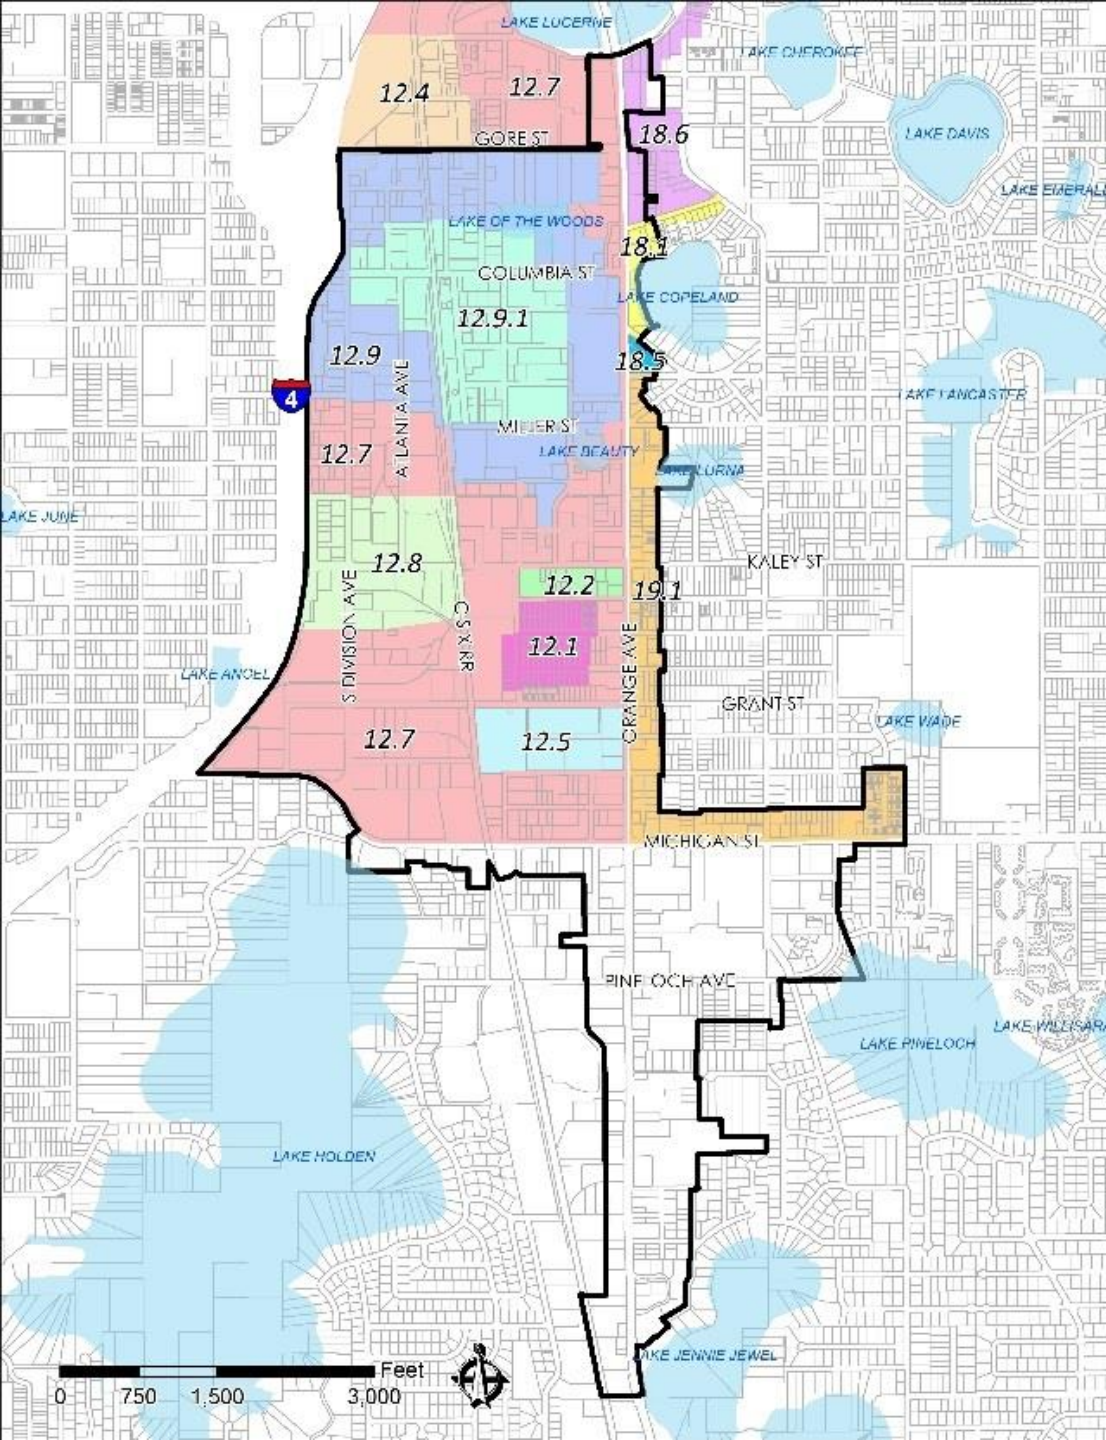 LAKE LUCERNE
LAKE CHEROKEE
12.4
12.7
LAKE DAVIS
18.6
GORE ST
LAKE EMERAL
LAKE OF THE WOODS
18.1
COLUMBIA ST
LAKE COPELAND
12.9.1
12.9
18.5
4
LAKE LANCASTER
ATLANTA AVE
MILLER ST
12.7
LAKE BEAUTY
LAKE LURNA
LAKE JUNE
12.8
KALEY ST
12.2
19.1
S DIVISION AVE
CSX RR
12.1
ORANGE AVE
LAKE ANGEL
GRANT ST
LAKE WADE
12.7
12.5
MICHIGAN ST
PINELOCH AVE
LAKE WILLISARA
LAKE PINELOCH
LAKE HOLDEN
LAKE JENNIE JEWEL
Feet
0 750 1,500 3,000